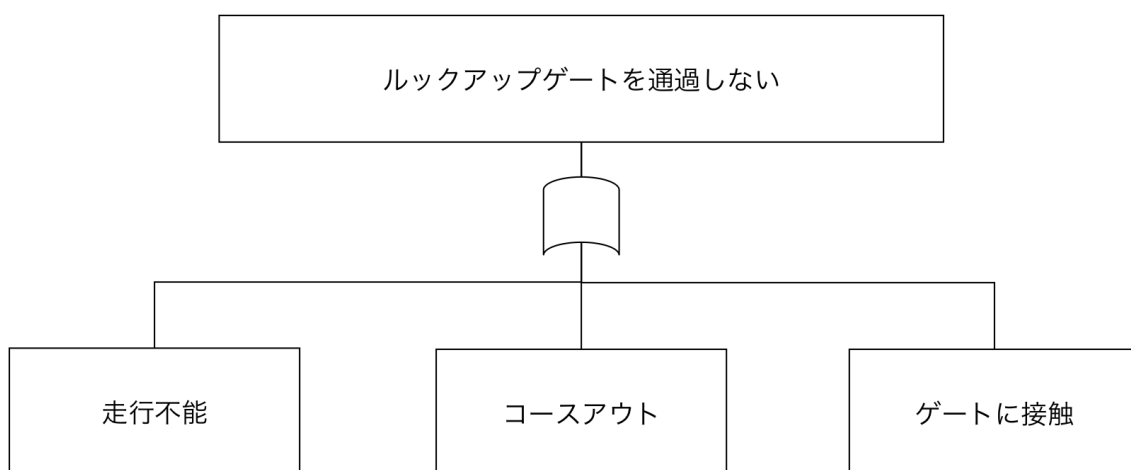 ルックアップゲートを通過しない
走行不能
コースアウト
ゲートに接触